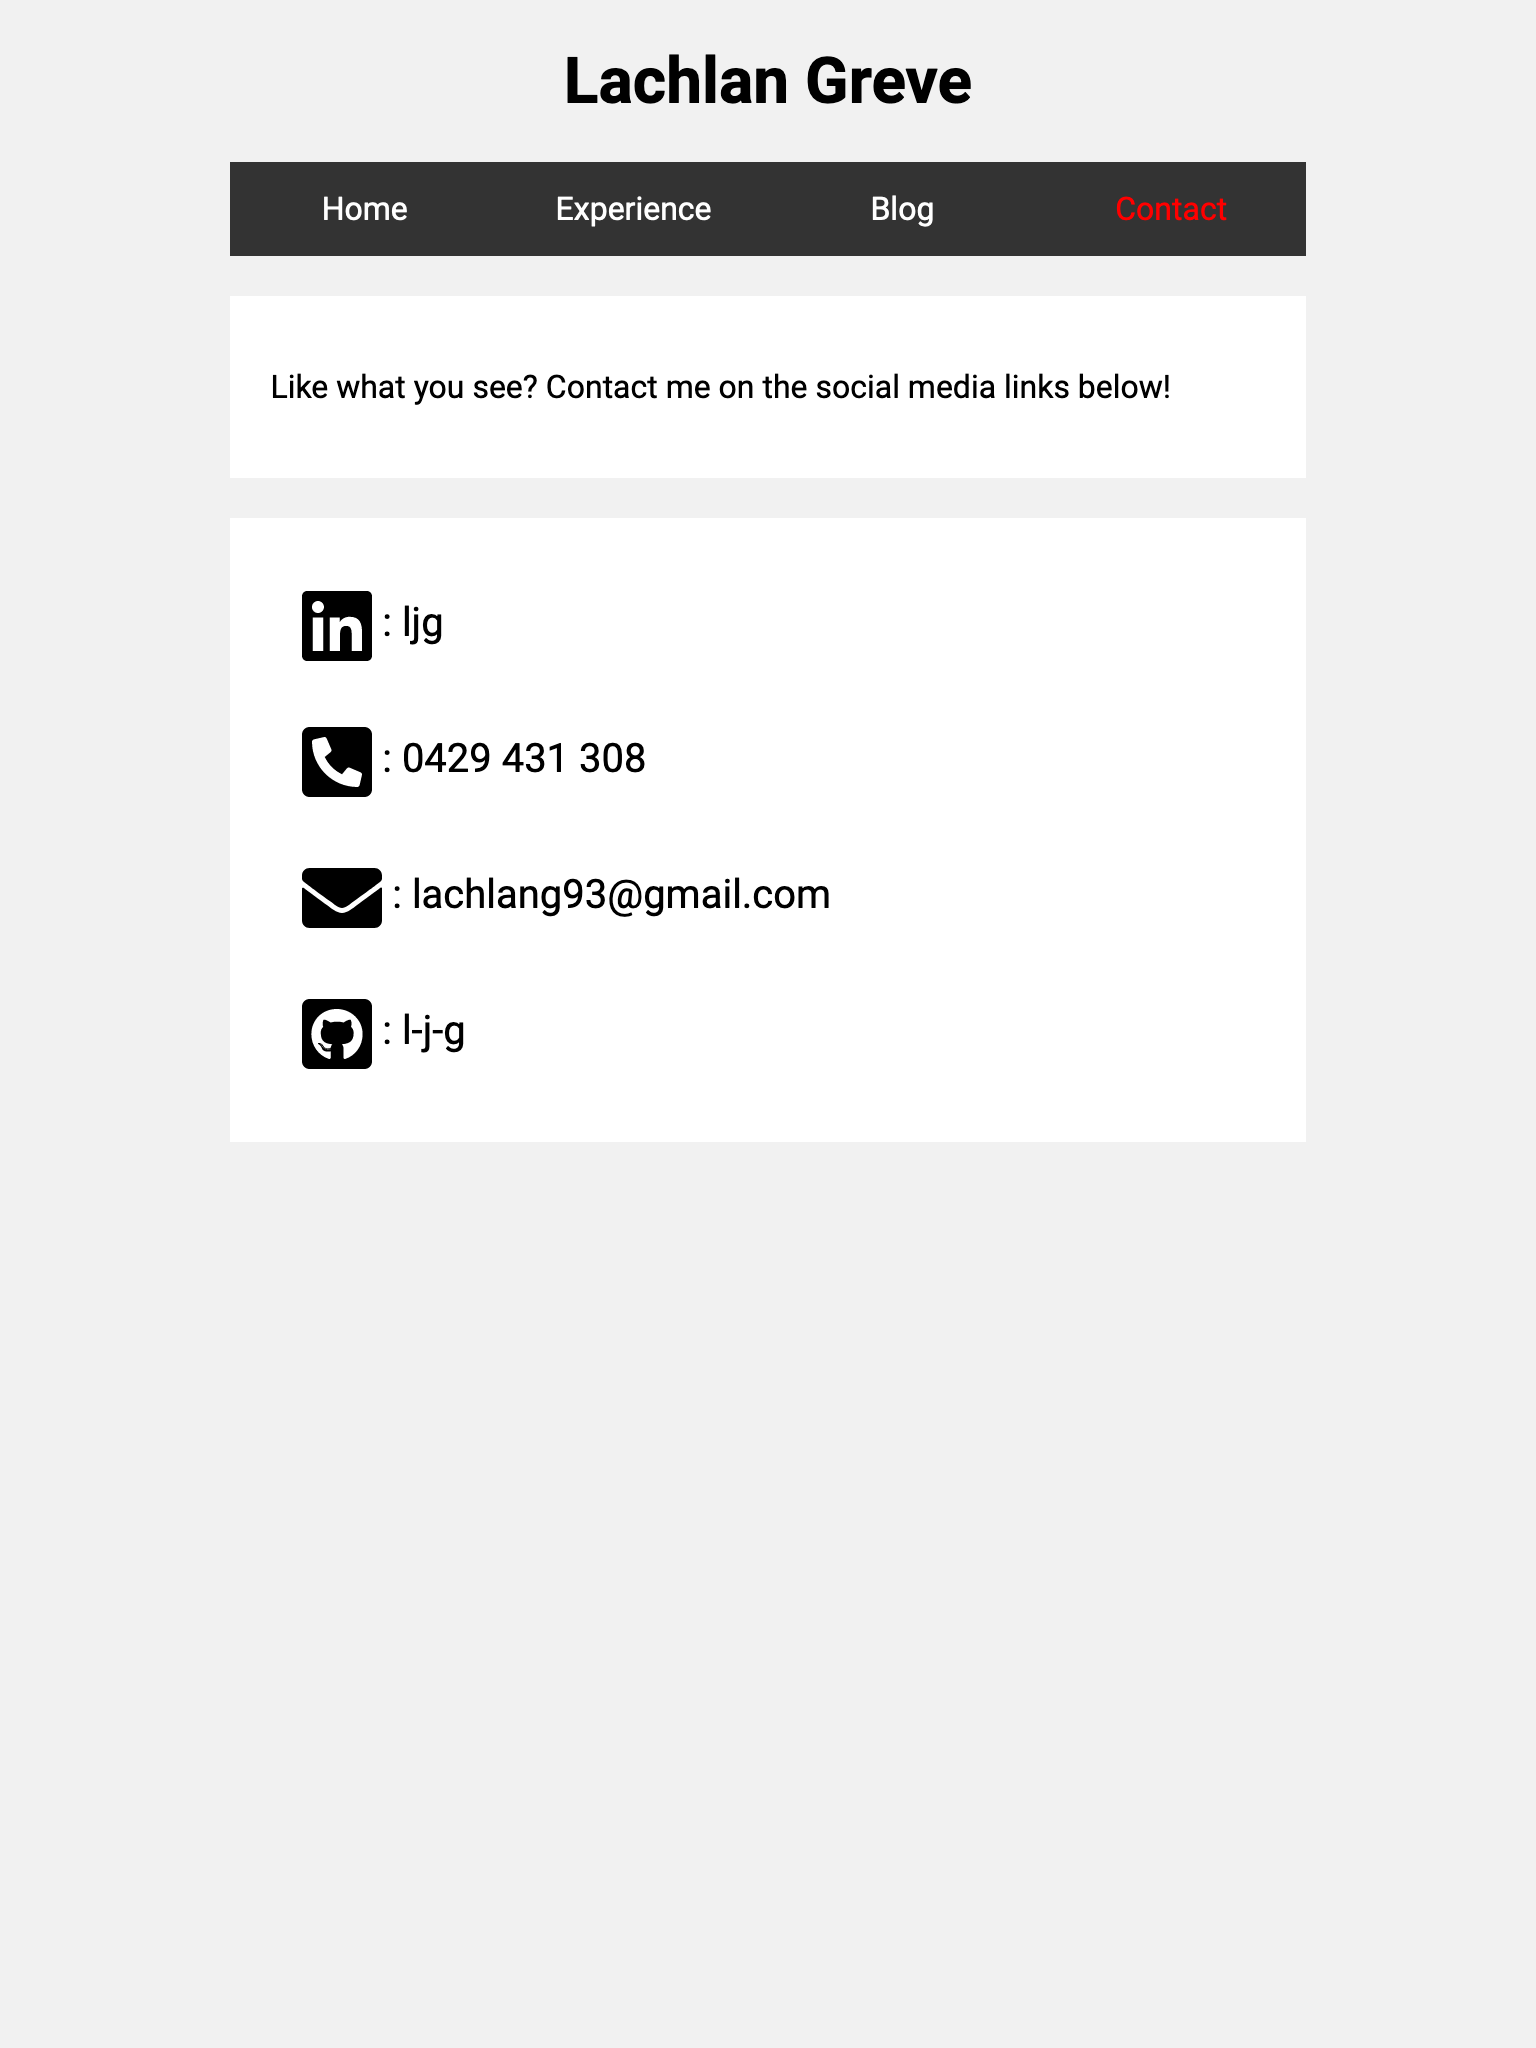 Lachlan Greve
Home Experience Blog Contact
Like what you see? Contact me on the social media links below!
in : ljg
: 0429 431 308
: lachlang93@gmail.com
: l-j-g